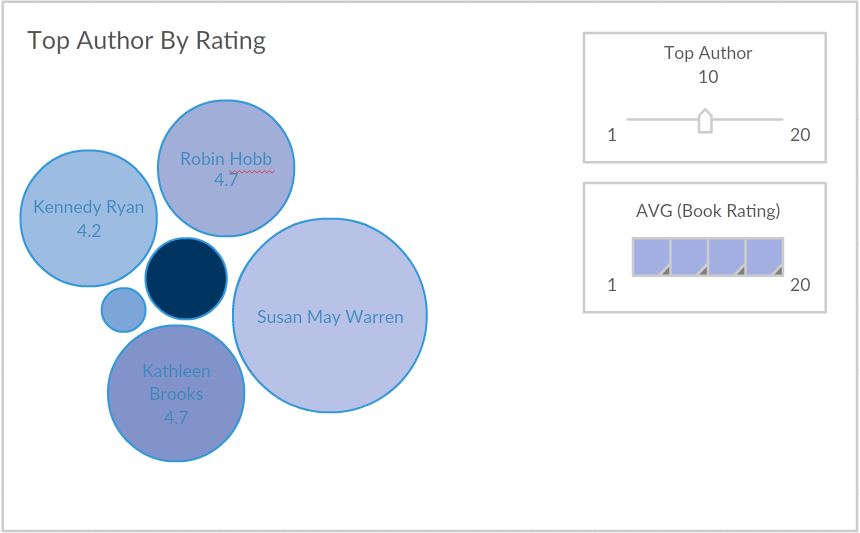 Top Author By Rating
Robin Hobb
4.7
Kennedy Ryan
4.2
Susan May Warren
Kathleen
Brooks
4.7
Top Author
10
1
20
AVG (Book Rating)
1
20